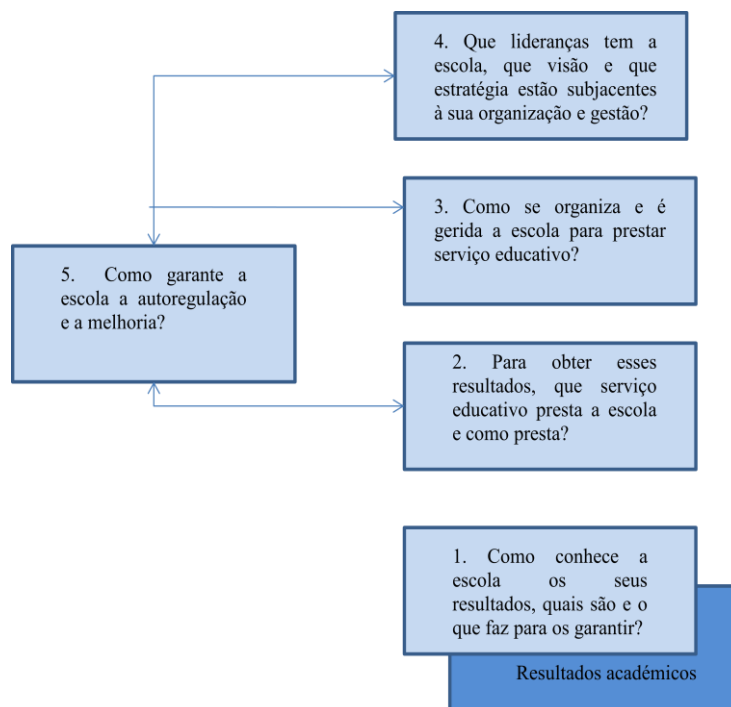 4. Que lideranças tem a
escola, que visão e que
estratégia estão subjacentes
à sua organização e gestão?
3. Como se organiza e é
gerida a escola para prestar
serviço educativo?
5. Como garante a
escola a autoregulação
e a melhoria?
2. Para obter esses
resultados, que serviço
educativo presta a escola
e como presta?
1. Como conhece a
escola os seus
resultados, quais são e o
que faz para os garantir?
Resultados académicos